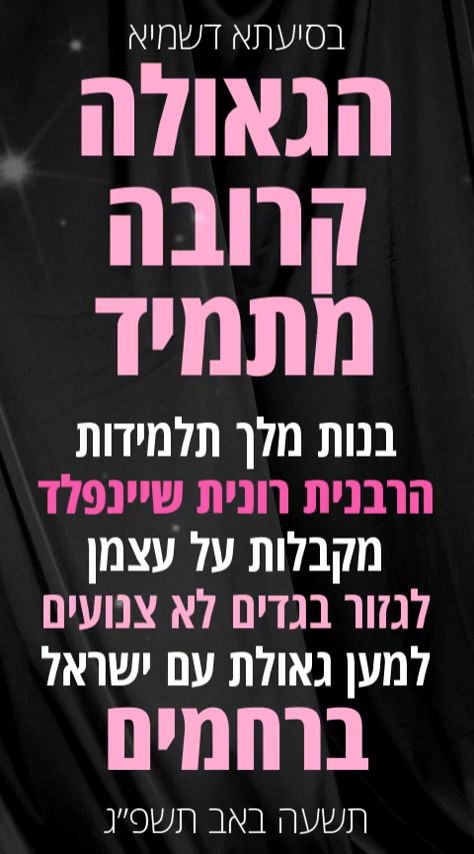 בסיעתא דשמיא
הגאולה
קרובה
מתמיד
בנות מלך תלמידות
הרבנית רונית שיינפלד
מקבלות על עצמן
לגזור בגדים לא צנועים
למען גאולת עם ישראל
ברחמים
תשעה באב תשפ״ג